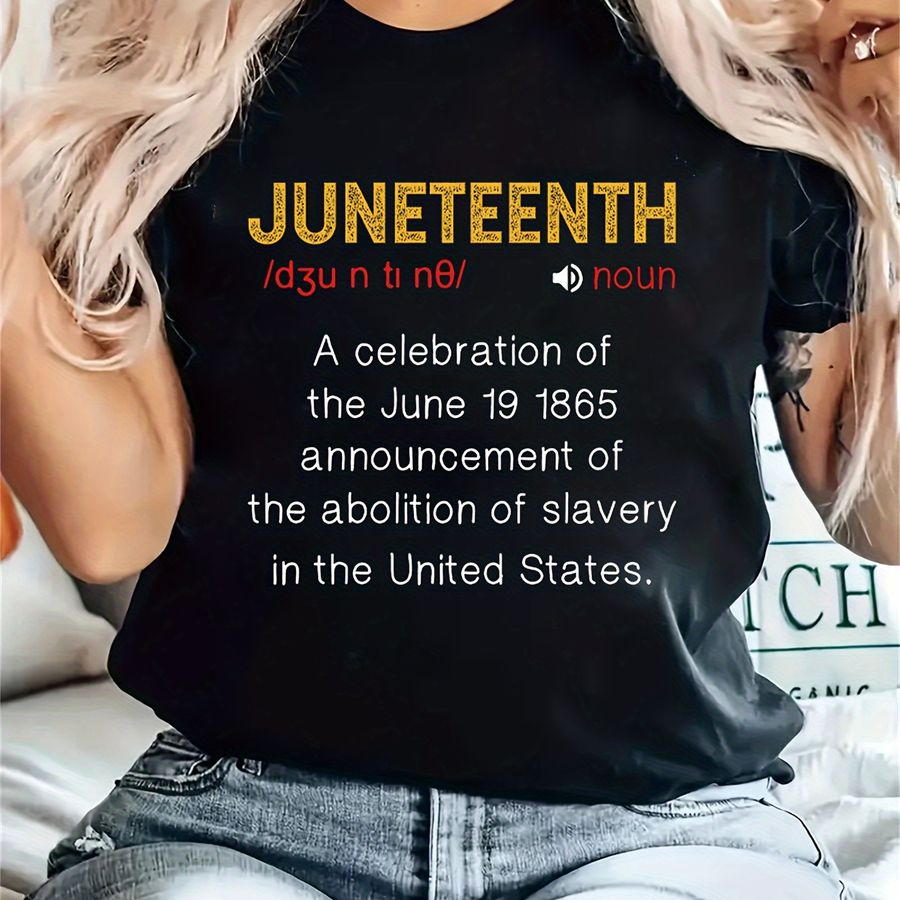 JUNETEENTH
/dʒu n tɪ nθ/ noun
A celebration of
the June 19 1865
announcement of
the abolition of slavery
in the United States.
TCH